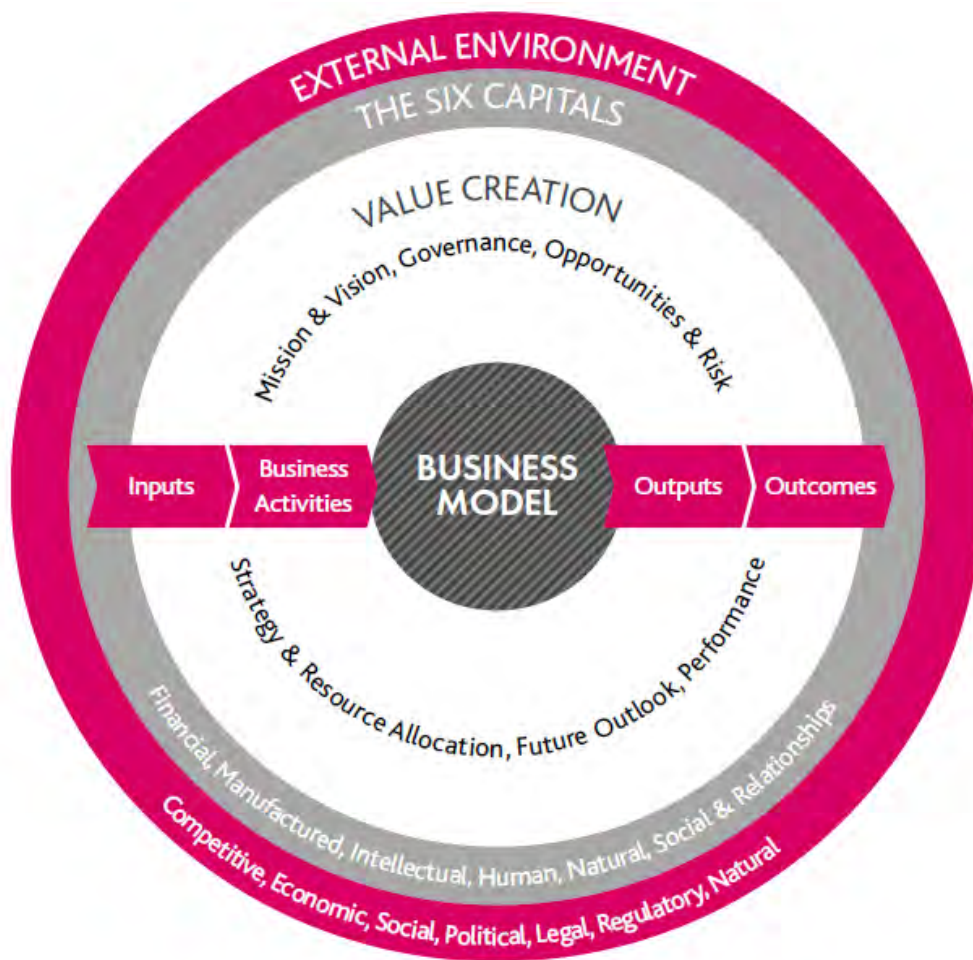 EXTERNAL ENVIRONMENT
THE SIX CAPITALS
VALUE CREATION
Mission & Vision, Governance, Opportunities & Risk
Inputs
Business
Activities
BUSINESS
MODEL
Outputs
Outcomes
Strategy & Resource Allocation, Future Outlook, Performance
Financial, Manufactured, Intellectual, Human, Natural, Social & Relationships
Competitive, Economic, Social, Political, Legal, Regulatory, Natural